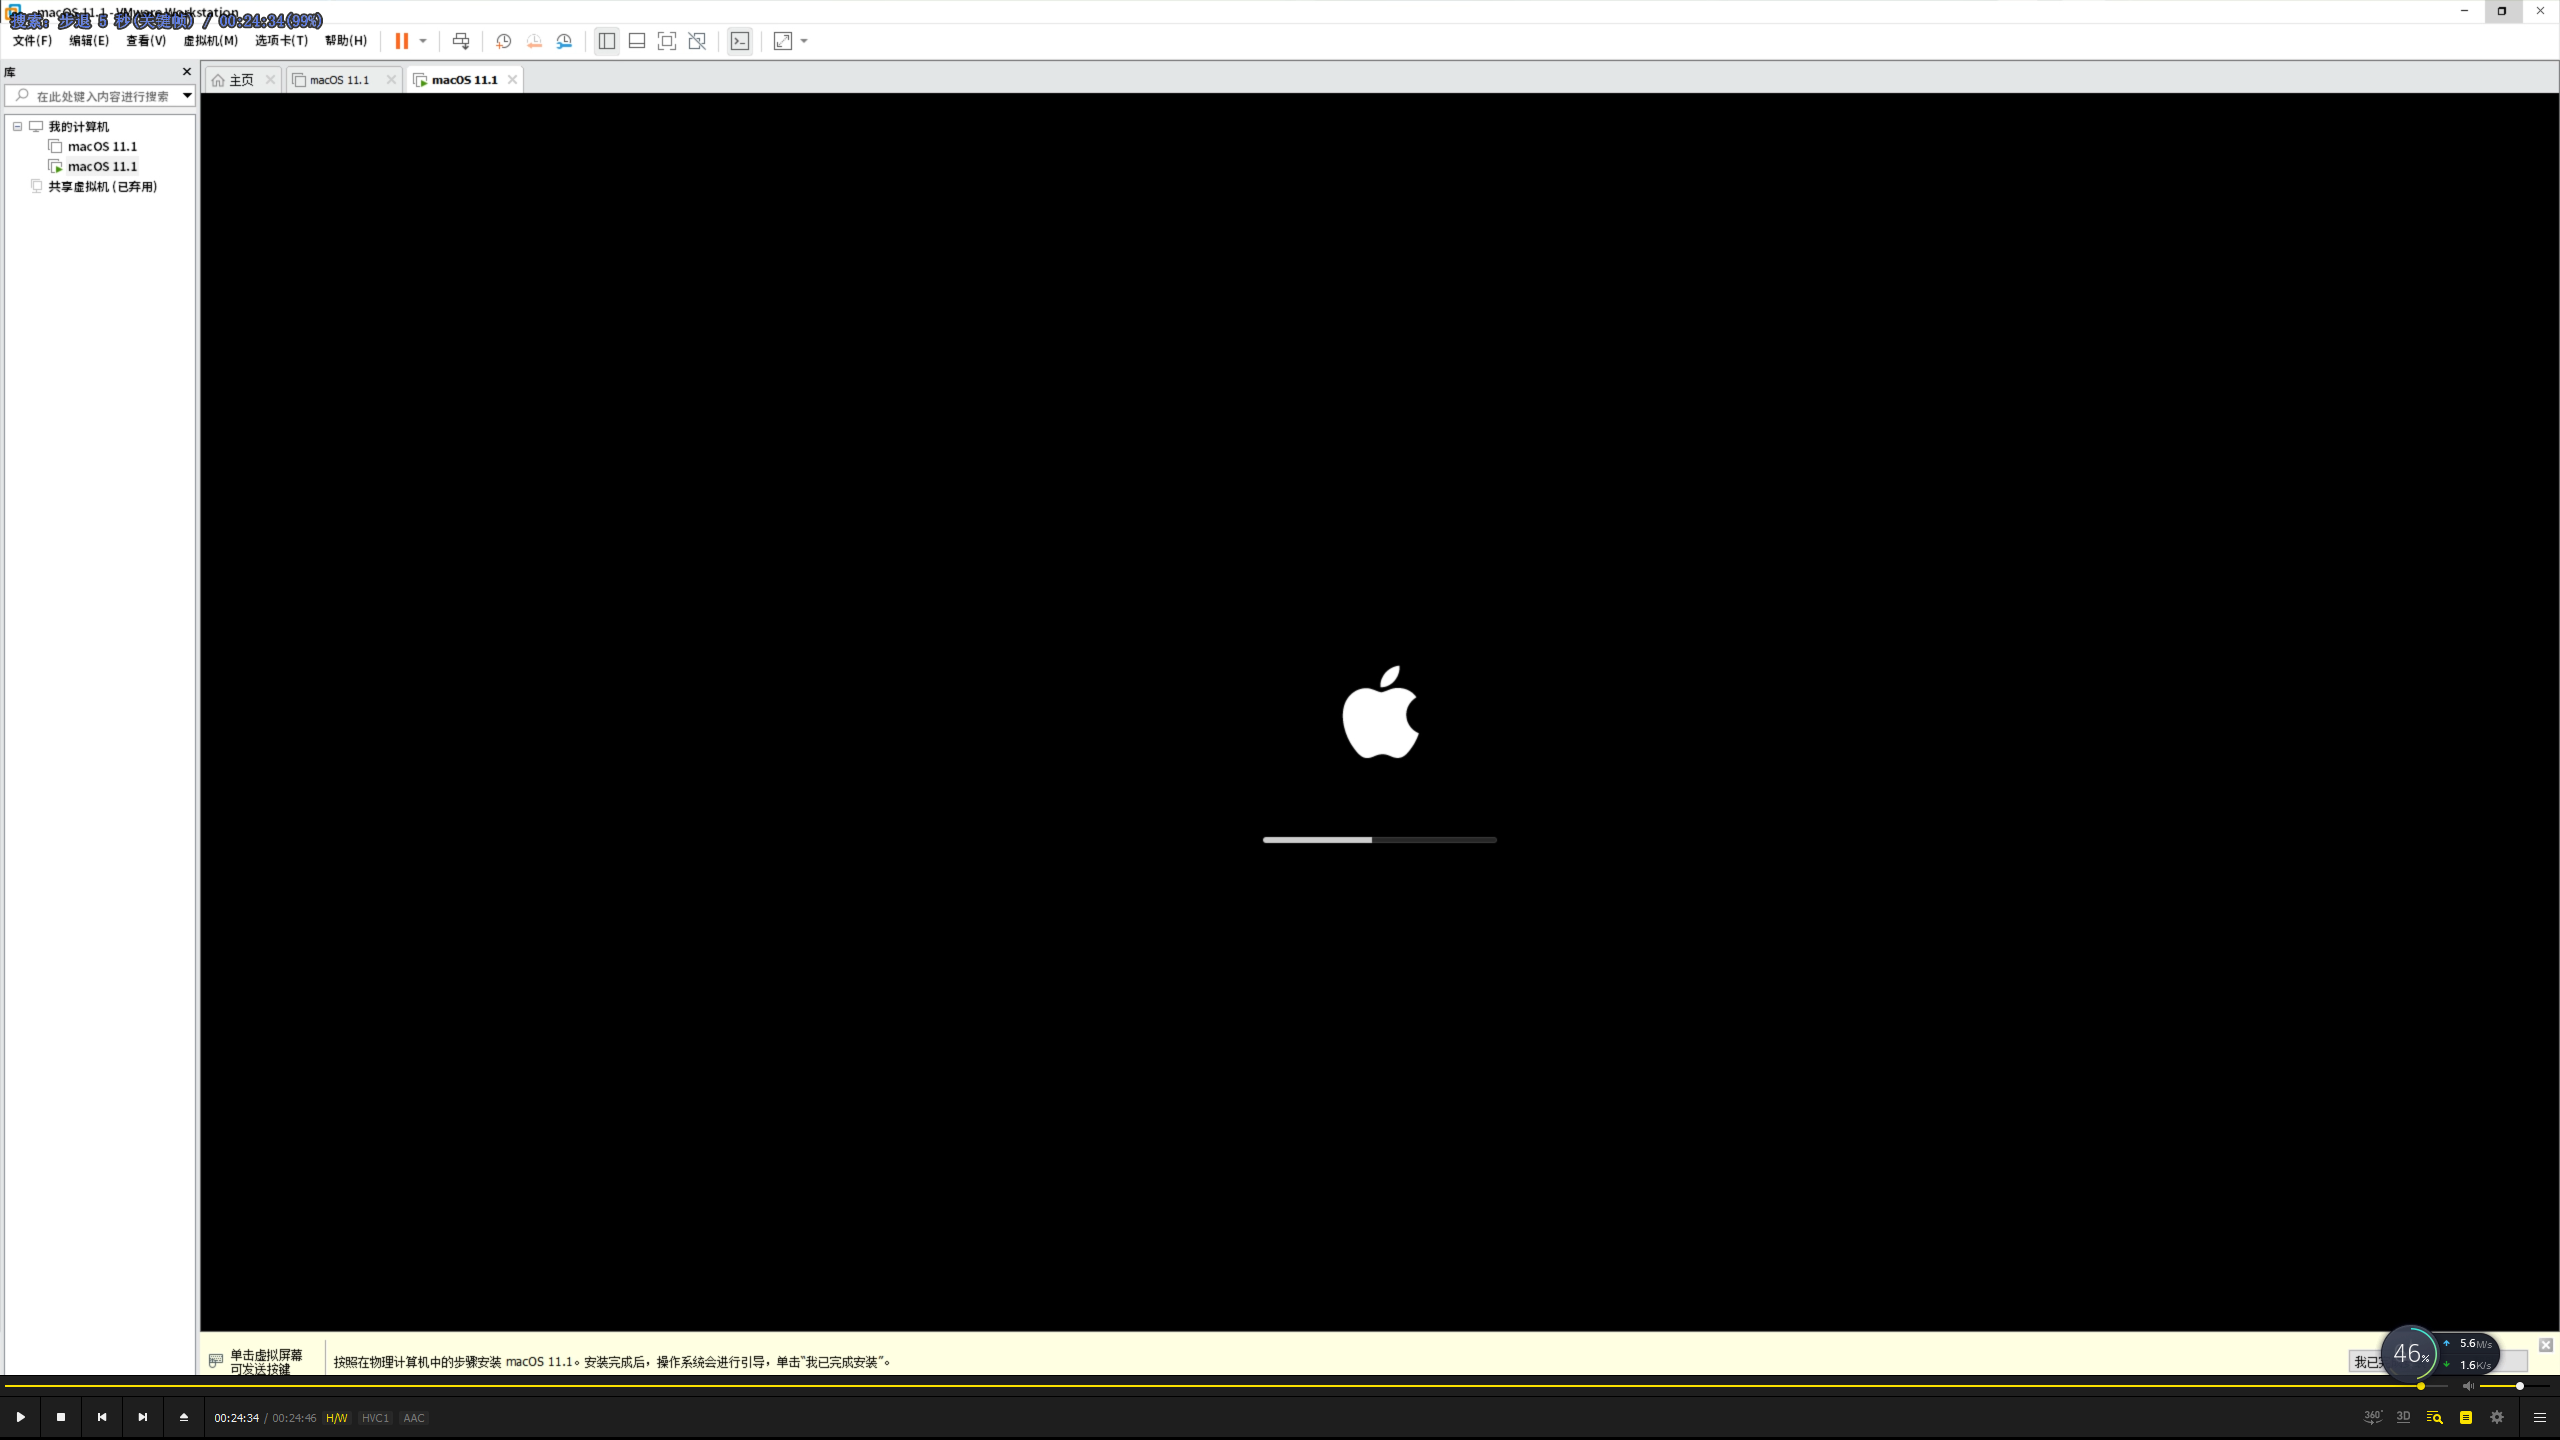 macOS 11.1 - VMware Workstation
搜索: 步退 5 秒(关键帧) / 00:24:34(99%)
文件(F) 编辑(E) 查看(V) 虚拟机(M) 选项卡(T) 帮助(H)
库
主页 macOS 11.1 macOS 11.1
在此处键入内容进行搜索
我的计算机
macOS 11.1
macOS 11.1
共享虚拟机 (已弃用)
单击虚拟屏幕
可发送按键
按照在物理计算机中的步骤安装 macOS 11.1。安装完成后，操作系统会进行引导，单击“我已完成安装”。
我已
46%
5.6M/s
1.6K/s
00:24:34 / 00:24:46 H/W HVC1 AAC
360° 3D